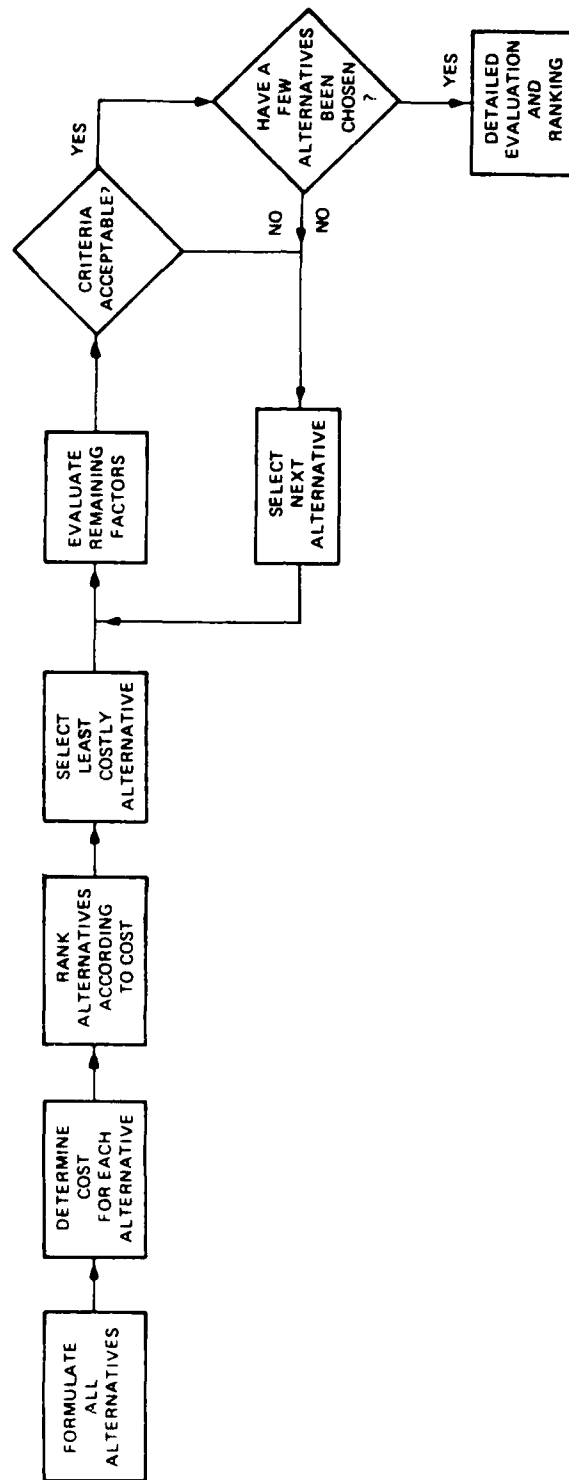 FORMULATE
ALL
ALTERNATIVES
DETERMINE
COST
FOR EACH
ALTERNATIVE
RANK
ALTERNATIVES
ACCORDING
TO COST
SELECT
LEAST
COSTLY
ALTERNATIVE
EVALUATE
REMAINING
FACTORS
CRITERIA
ACCEPTABLE?
YES
NO
HAVE A
FEW
ALTERNATIVES
BEEN
CHOSEN
?
NO
SELECT
NEXT
ALTERNATIVE
YES
DETAILED
EVALUATION
AND
RANKING